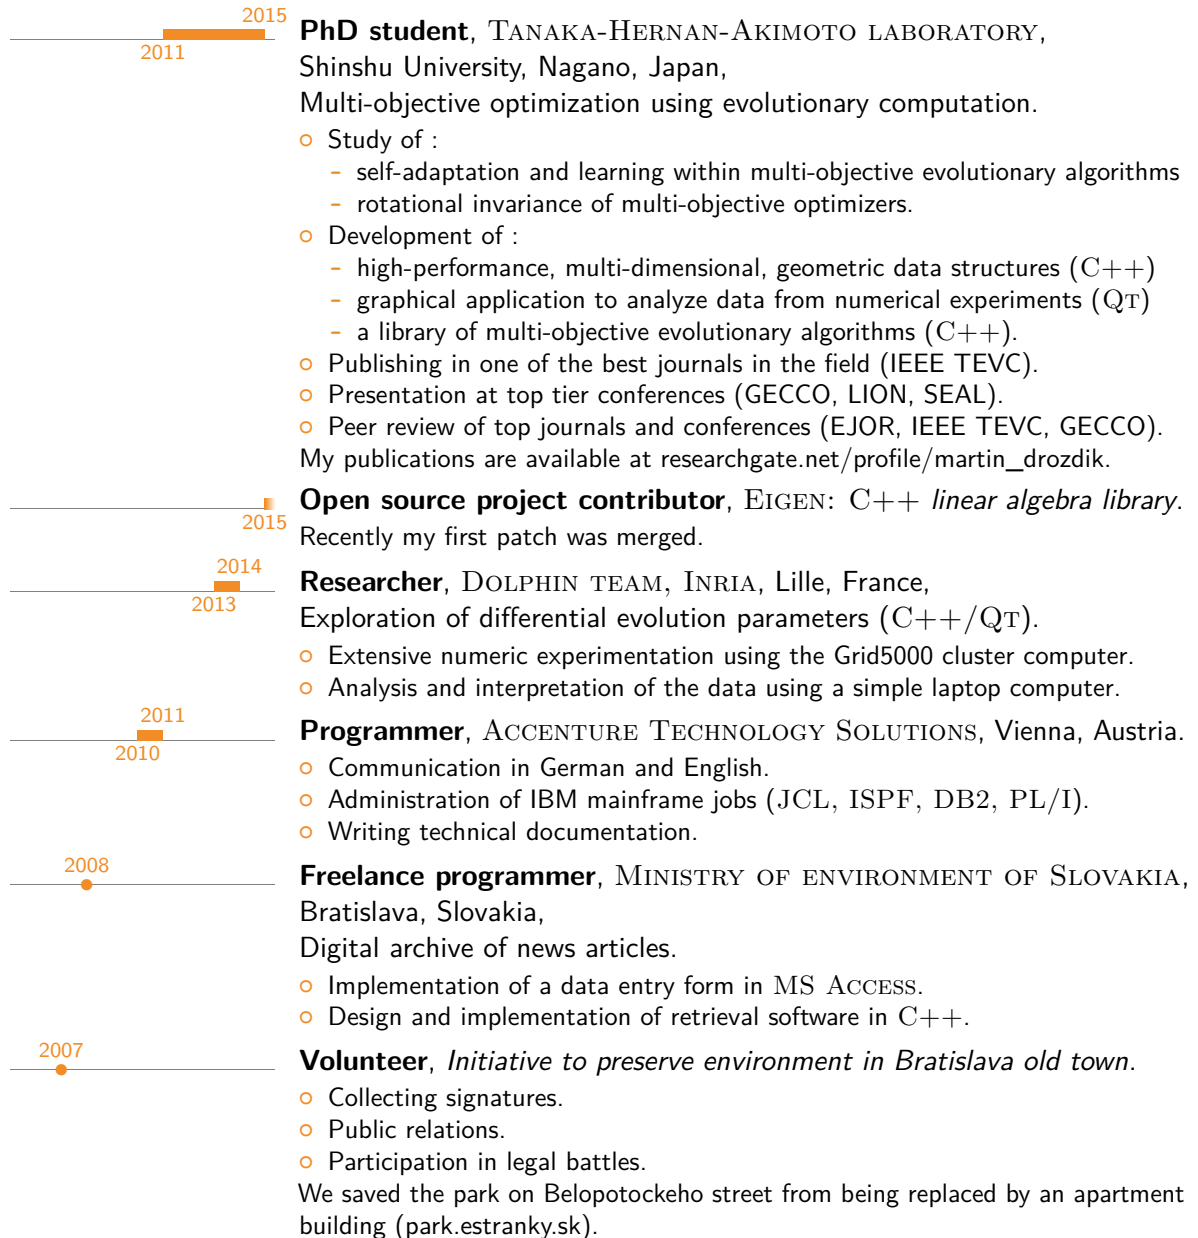 2015
2011
PhD student, Tanaka-Hernan-Akimoto laboratory,
Shinshu University, Nagano, Japan,
Multi-objective optimization using evolutionary computation.
Study of :
- self-adaptation and learning within multi-objective evolutionary algorithms
- rotational invariance of multi-objective optimizers.
Development of :
- high-performance, multi-dimensional, geometric data structures (C++)
- graphical application to analyze data from numerical experiments (Qt)
- a library of multi-objective evolutionary algorithms (C++).
Publishing in one of the best journals in the field (IEEE TEVC).
Presentation at top tier conferences (GECCO, LION, SEAL).
Peer review of top journals and conferences (EJOR, IEEE TEVC, GECCO).
My publications are available at researchgate.net/profile/martin_drozdik.
2015
Open source project contributor, Eigen: C++ linear algebra library.
Recently my first patch was merged.
2014
2013
Researcher, Dolphin team, Inria, Lille, France,
Exploration of differential evolution parameters (C++/Qt).
Extensive numeric experimentation using the Grid5000 cluster computer.
Analysis and interpretation of the data using a simple laptop computer.
2011
2010
Programmer, Accenture Technology Solutions, Vienna, Austria.
Communication in German and English.
Administration of IBM mainframe jobs (JCL, ISPF, DB2, PL/I).
Writing technical documentation.
2008
Freelance programmer, Ministry of environment of Slovakia,
Bratislava, Slovakia,
Digital archive of news articles.
Implementation of a data entry form in MS Access.
Design and implementation of retrieval software in C++.
2007
Volunteer, Initiative to preserve environment in Bratislava old town.
Collecting signatures.
Public relations.
Participation in legal battles.
We saved the park on Belopotockeho street from being replaced by an apartment
building (park.estranky.sk).